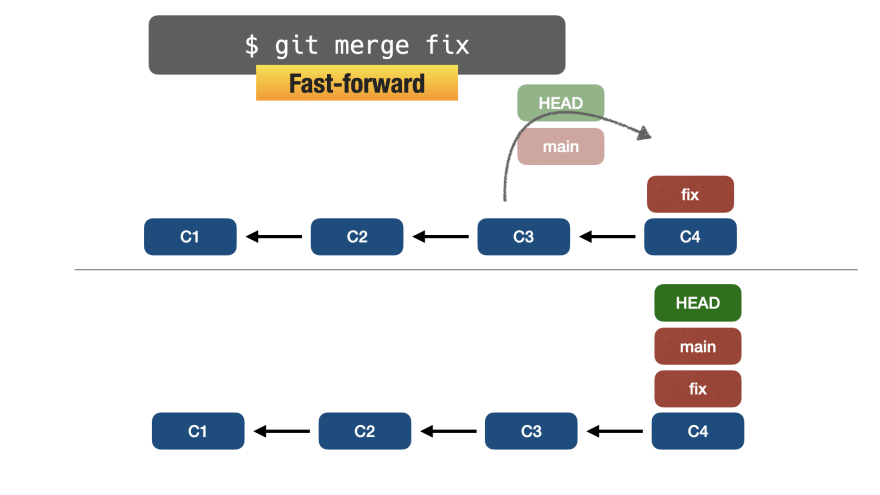 $ git merge fix
Fast-forward
HEAD
main
fix
C1 C2 C3 C4
HEAD
main
fix
C1 C2 C3 C4